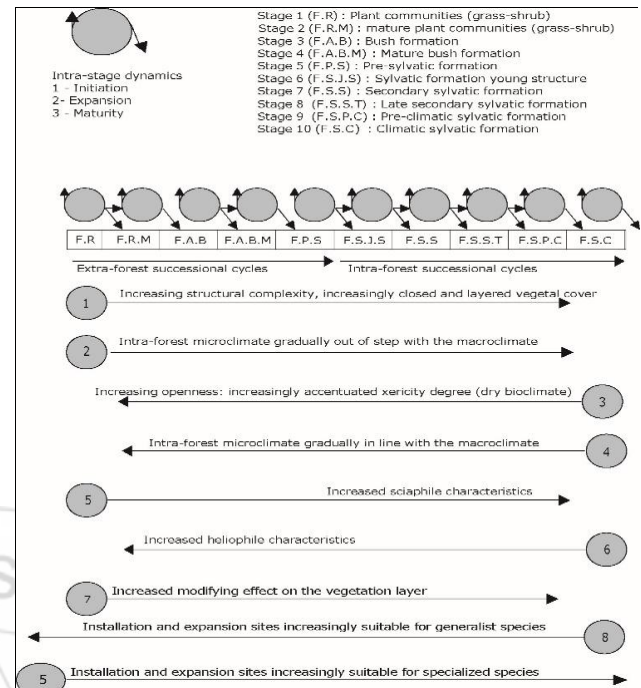 Stage 1 (F.R) : Plant communities (grass-shrub)
Stage 2 (F.R.M) : mature plant communities (grass-shrub)
Stage 3 (F.A.B) : Bush formation
Stage 4 (F.A.B.M) : Mature bush formation
Stage 5 (F.P.S) : Pre-sylvatic formation
Stage 6 (F.S.J.S) : Sylvatic formation young structure
Stage 7 (F.S.S) : Secondary sylvatic formation
Stage 8 (F.S.S.T) : Late secondary sylvatic formation
Stage 9 (F.S.P.C) : Pre-climatic sylvatic formation
Stage 10 (F.S.C) : Climatic sylvatic formation
Intra-stage dynamics
1 - Initiation
2- Expansion
3 - Maturity
F.R F.R.M F.A.B F.A.B.M F.P.S F.S.J.S F.S.S F.S.S.T F.S.P.C F.S.C
Extra-forest successional cycles Intra-forest successional cycles
1 Increasing structural complexity, increasingly closed and layered vegetal cover
2 Intra-forest microclimate gradually out of step with the macroclimate
Increasing openness: increasingly accentuated xericity degree (dry bioclimate) 3
Intra-forest microclimate gradually in line with the macroclimate 4
5 Increased sciaphile characteristics
Increased heliophile characteristics 6
7 Increased modifying effect on the vegetation layer
Installation and expansion sites increasingly suitable for generalist species 8
5 Installation and expansion sites increasingly suitable for specialized species